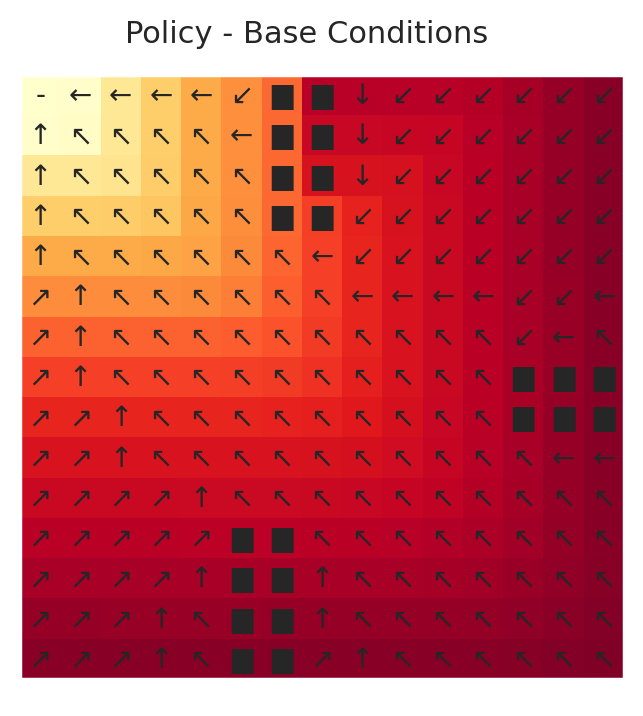 Policy - Base Conditions
- ← ← ← ← ↙ ■ ■ ↓ ↙ ↙ ↙ ↙ ↙ ↙
↑ ↖ ↖ ↖ ↖ ← ■ ■ ↓ ↙ ↙ ↙ ↙ ↙ ↙
↑ ↖ ↖ ↖ ↖ ↖ ■ ■ ↓ ↙ ↙ ↙ ↙ ↙ ↙
↑ ↖ ↖ ↖ ↖ ↖ ■ ■ ↙ ↙ ↙ ↙ ↙ ↙ ↙
↑ ↖ ↖ ↖ ↖ ↖ ↖ ← ↙ ↙ ↙ ↙ ↙ ↙ ↙
↗ ↑ ↖ ↖ ↖ ↖ ↖ ↖ ← ← ← ← ↙ ↙ ←
↗ ↑ ↖ ↖ ↖ ↖ ↖ ↖ ↖ ↖ ↖ ↖ ↙ ← ↖
↗ ↑ ↖ ↖ ↖ ↖ ↖ ↖ ↖ ↖ ↖ ↖ ■ ■ ■
↗ ↗ ↑ ↖ ↖ ↖ ↖ ↖ ↖ ↖ ↖ ↖ ■ ■ ■
↗ ↗ ↑ ↖ ↖ ↖ ↖ ↖ ↖ ↖ ↖ ↖ ↖ ← ←
↗ ↗ ↗ ↗ ↑ ↖ ↖ ↖ ↖ ↖ ↖ ↖ ↖ ↖ ↖
↗ ↗ ↗ ↗ ↗ ■ ■ ↖ ↖ ↖ ↖ ↖ ↖ ↖ ↖
↗ ↗ ↗ ↗ ↑ ■ ■ ↑ ↖ ↖ ↖ ↖ ↖ ↖ ↖
↗ ↗ ↗ ↑ ↖ ■ ■ ↑ ↖ ↖ ↖ ↖ ↖ ↖ ↖
↗ ↗ ↗ ↑ ↖ ■ ■ ↗ ↑ ↖ ↖ ↖ ↖ ↖ ↖